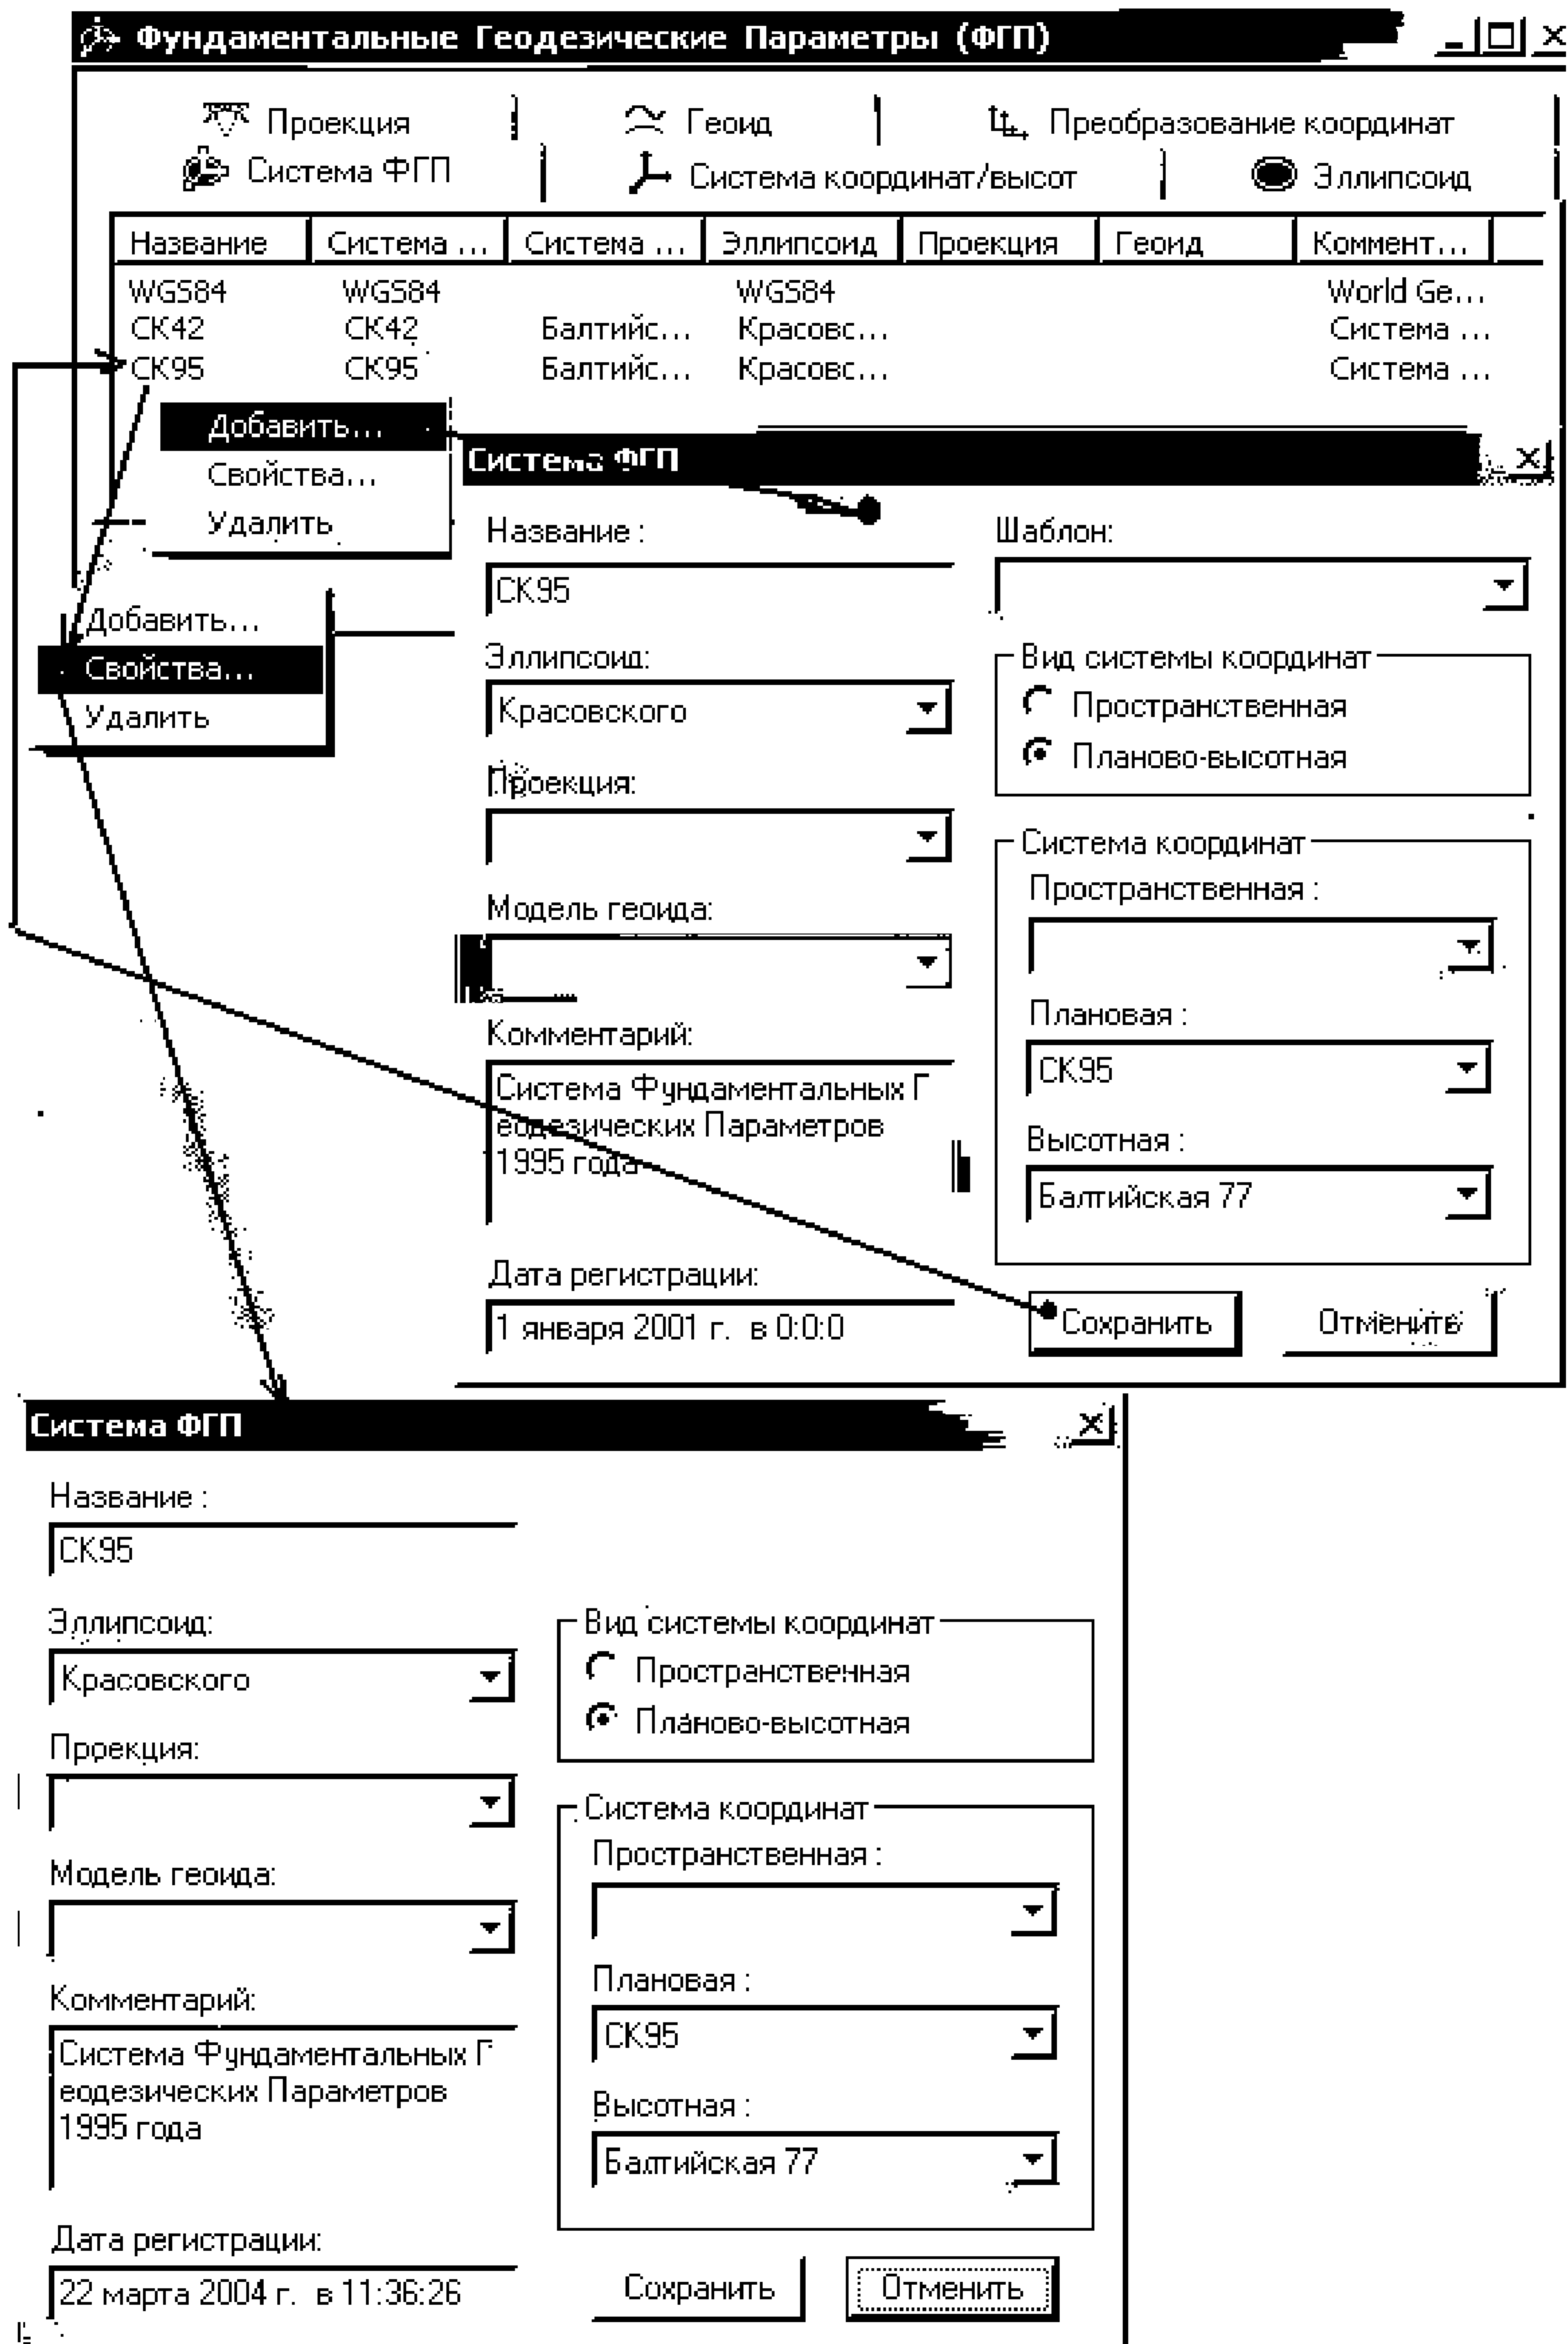 Фундаментальные Геодезические Параметры (ФГП)
Проекция Геоид Преобразование координат
Система ФГП Система координат/высот Эллипсоид
Название Система ... Система ... Эллипсоид Проекция Геоид Коммент...
WGS84 WGS84 WGS84 World Ge...
СК42 СК42 Балтийс... Красовс... Система ...
СК95 СК95 Балтийс... Красовс... Система ...
Добавить...
Свойства...
Удалить
Добавить...
Свойства...
Удалить
Система ФГП
Название : Шаблон:
СК95
Эллипсоид: Вид системы координат
Красовского Пространственная
Планово-высотная
Проекция:
Система координат
Пространственная :
Модель геоида:
Плановая :
Комментарий:
СК95
Система Фундаментальных Г
еодезических Параметров
1995 года
Высотная :
Балтийская 77
Дата регистрации:
1 января 2001 г. в 0:0:0
Сохранить Отменить
Система ФГП
Название :
СК95
Эллипсоид: Вид системы координат
Красовского Пространственная
Планово-высотная
Проекция:
Система координат
Пространственная :
Модель геоида:
Плановая :
Комментарий:
СК95
Система Фундаментальных Г
еодезических Параметров
1995 года
Высотная :
Балтийская 77
Дата регистрации:
22 марта 2004 г. в 11:36:26
Сохранить Отменить